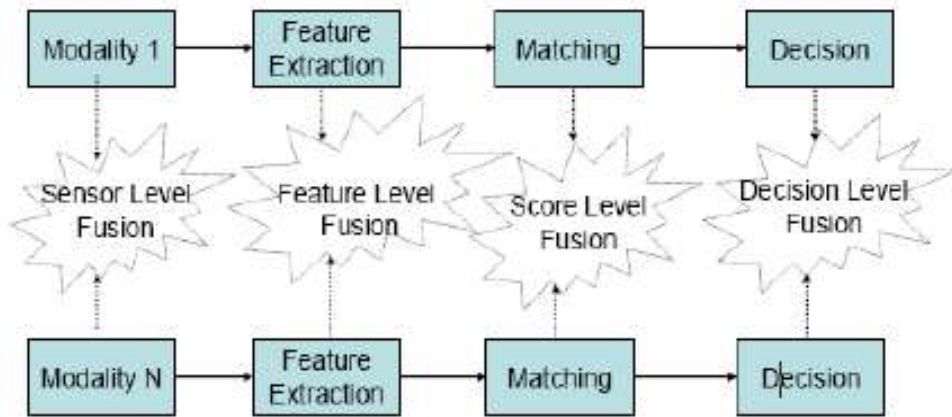 Modality 1
Feature
Extraction
Matching
Decision
Sensor Level
Fusion
Feature Level
Fusion
Score Level
Fusion
Decision Level
Fusion
Modality N
Feature
Extraction
Matching
Decision